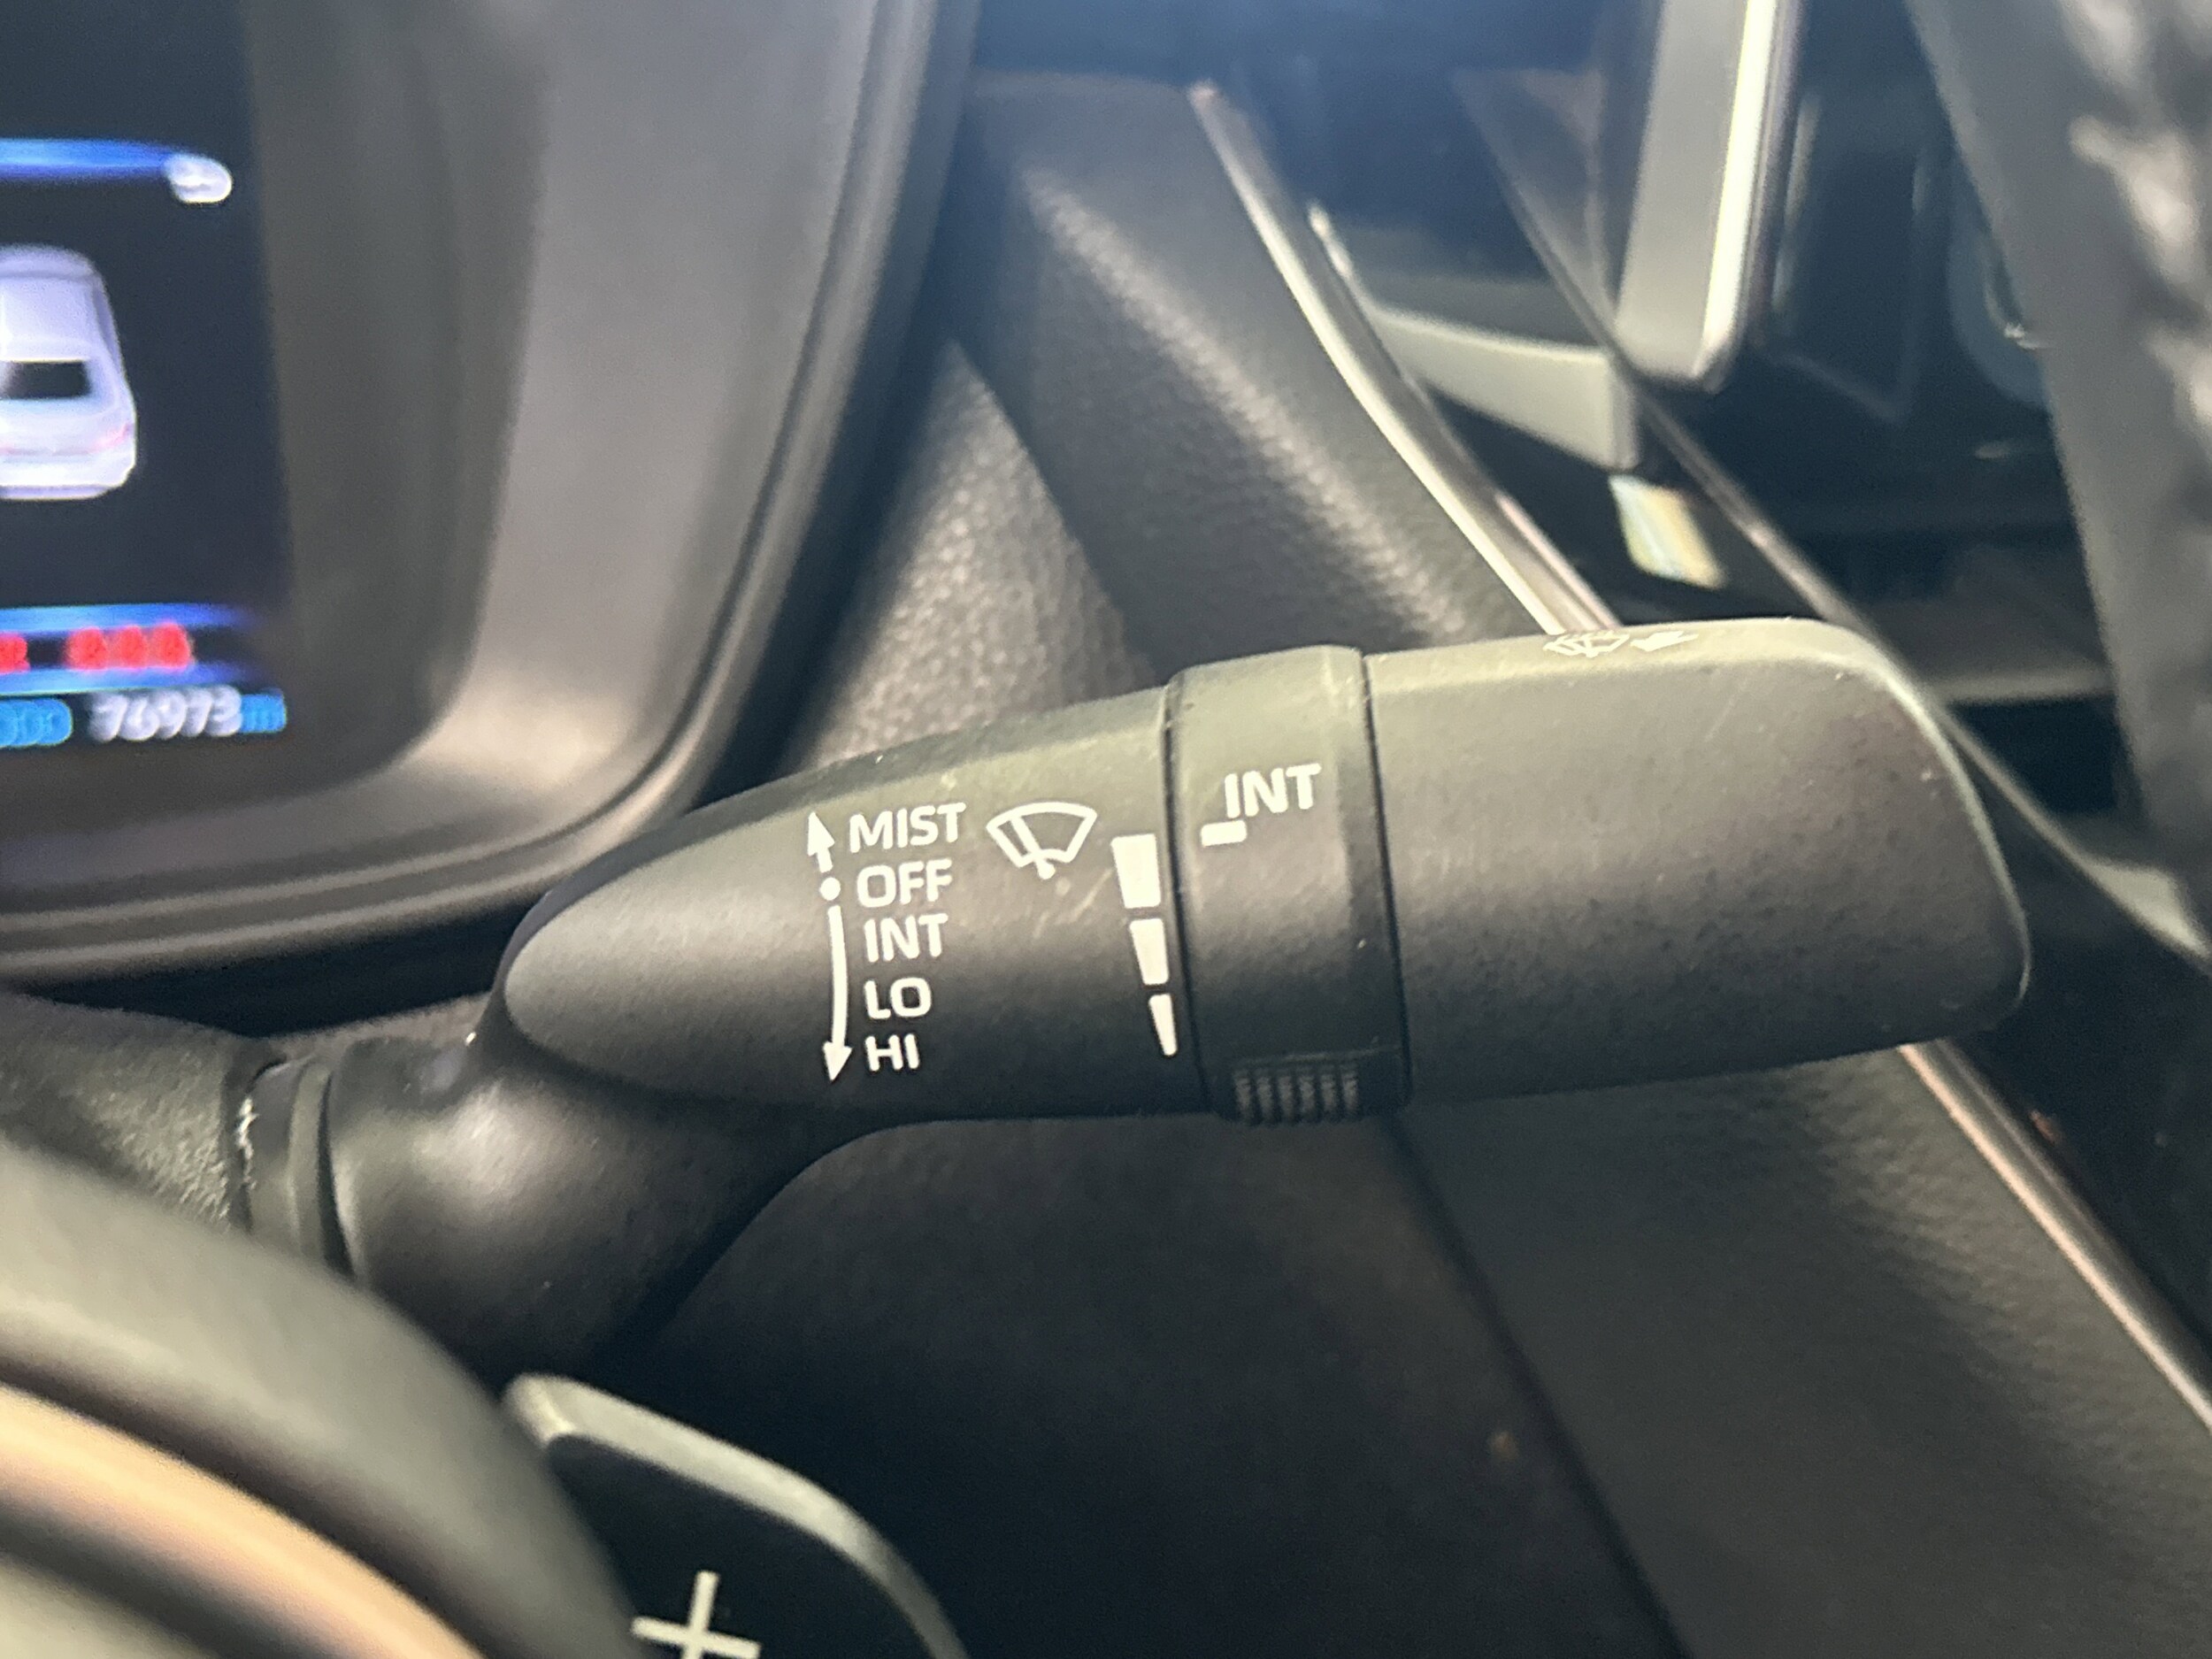 76973
MIST
OFF
INT
LO
HI
INT
+